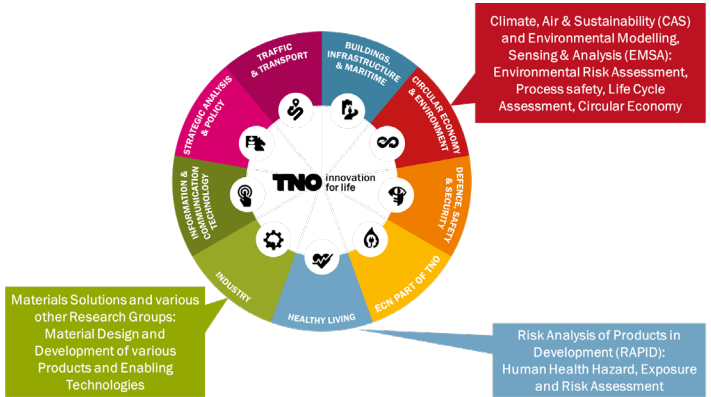 Climate, Air & Sustainability (CAS)
and Environmental Modelling,
Sensing & Analysis (EMSA):
Environmental Risk Assessment,
Process safety, Life Cycle
Assessment, Circular Economy
TRAFFIC
& TRANSPORT
BUILDINGS,
INFRASTRUCTURE
& MARITIME
CIRCULAR ECONOMY
& ENVIRONMENT
DEFENCE, SAFETY
& SECURITY
ECN PART OF TNO
HEALTHY LIVING
INDUSTRY
INFORMATION &
COMMUNICATION
TECHNOLOGY
STRATEGIC ANALYSIS
& POLICY
TNO innovation
for life
Materials Solutions and various
other Research Groups:
Material Design and
Development of various
Products and Enabling
Technologies
Risk Analysis of Products in
Development (RAPID):
Human Health Hazard, Exposure
and Risk Assessment